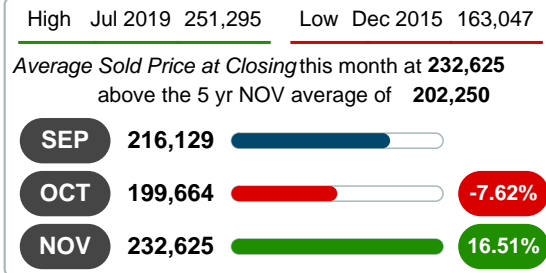 High Jul 2019 251,295 Low Dec 2015 163,047
Average Sold Price at Closing this month at 232,625
above the 5 yr NOV average of 202,250
SEP 216,129
OCT 199,664 -7.62%
NOV 232,625 16.51%